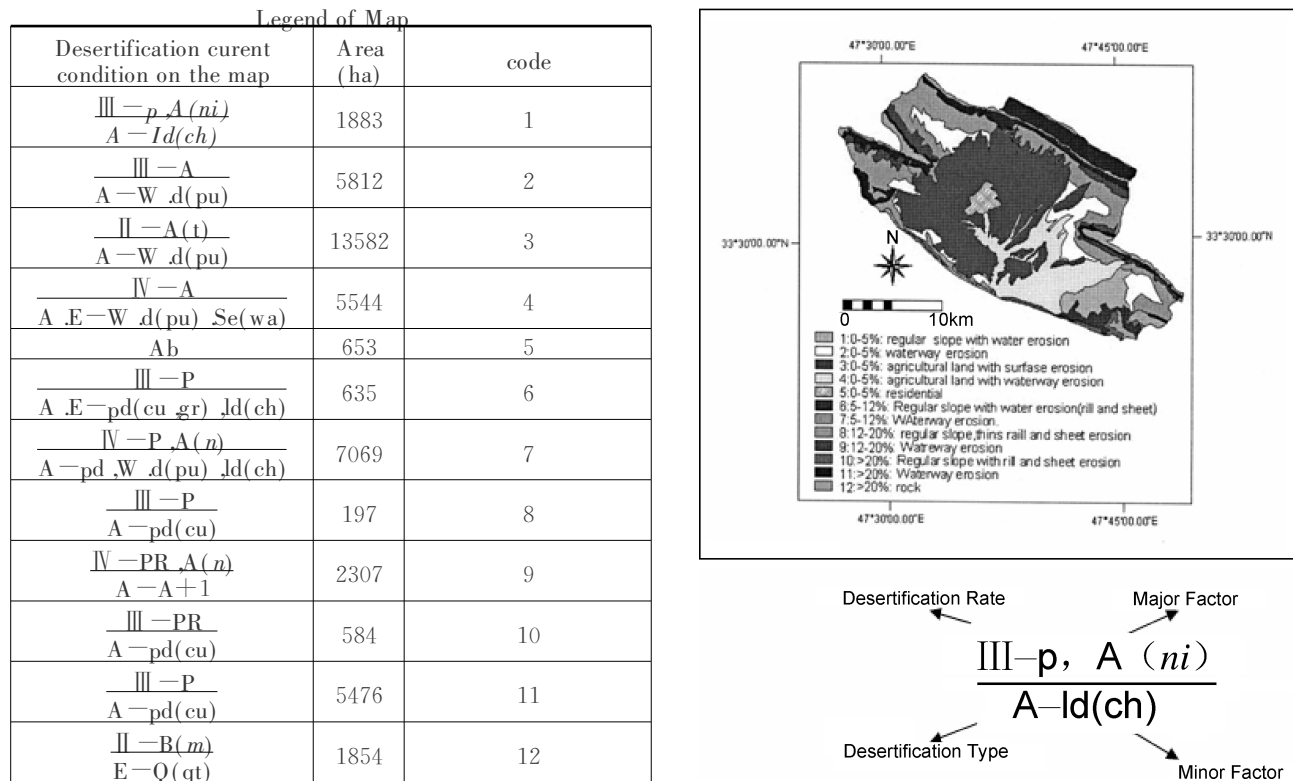 Legend of Map
Desertification curent condition on the map	Area (ha)	code
III—p,A(ni)
A—Id(ch)	1883	1
III—A
A—W.d(pu)	5812	2
II—A(t)
A—W.d(pu)	13582	3
IV—A
A.E—W.d(pu).Se(wa)	5544	4
Ab	653	5
III—P
A.E—pd(cu,gr),ld(ch)	635	6
IV—P,A(n)
A—pd,W.d(pu),ld(ch)	7069	7
III—P
A—pd(cu)	197	8
IV—PR,A(n)
A—A+1	2307	9
III—PR
A—pd(cu)	584	10
III—P
A—pd(cu)	5476	11
II—B(m)
E—Q(qt)	1854	12
47°30'00.00"E	47°45'00.00"E
33°30'00.00"N	33°30'00.00"N
N
0	10km
1:0-5%: regular slope with water erosion
2:0-5%: waterway erosion
3:0-5%: agricultural land with surface erosion
4:0-5%: agricultural land with waterway erosion
5:0-5%: residential
6:5-12%: Regular slope with water erosion(rill and sheet)
7:5-12%: WAterway erosion.
8:12-20%: regular slope,thins raill and sheet erosion
9:12-20%: Watreway erosion
10:>20%: Regular slope with rill and sheet erosion
11:>20%: Waterway erosion
12:>20%: rock
47°30'00.00"E	47°45'00.00"E
Desertification Rate	Major Factor
III–p, A (ni)
A–ld(ch)
Desertification Type	Minor Factor